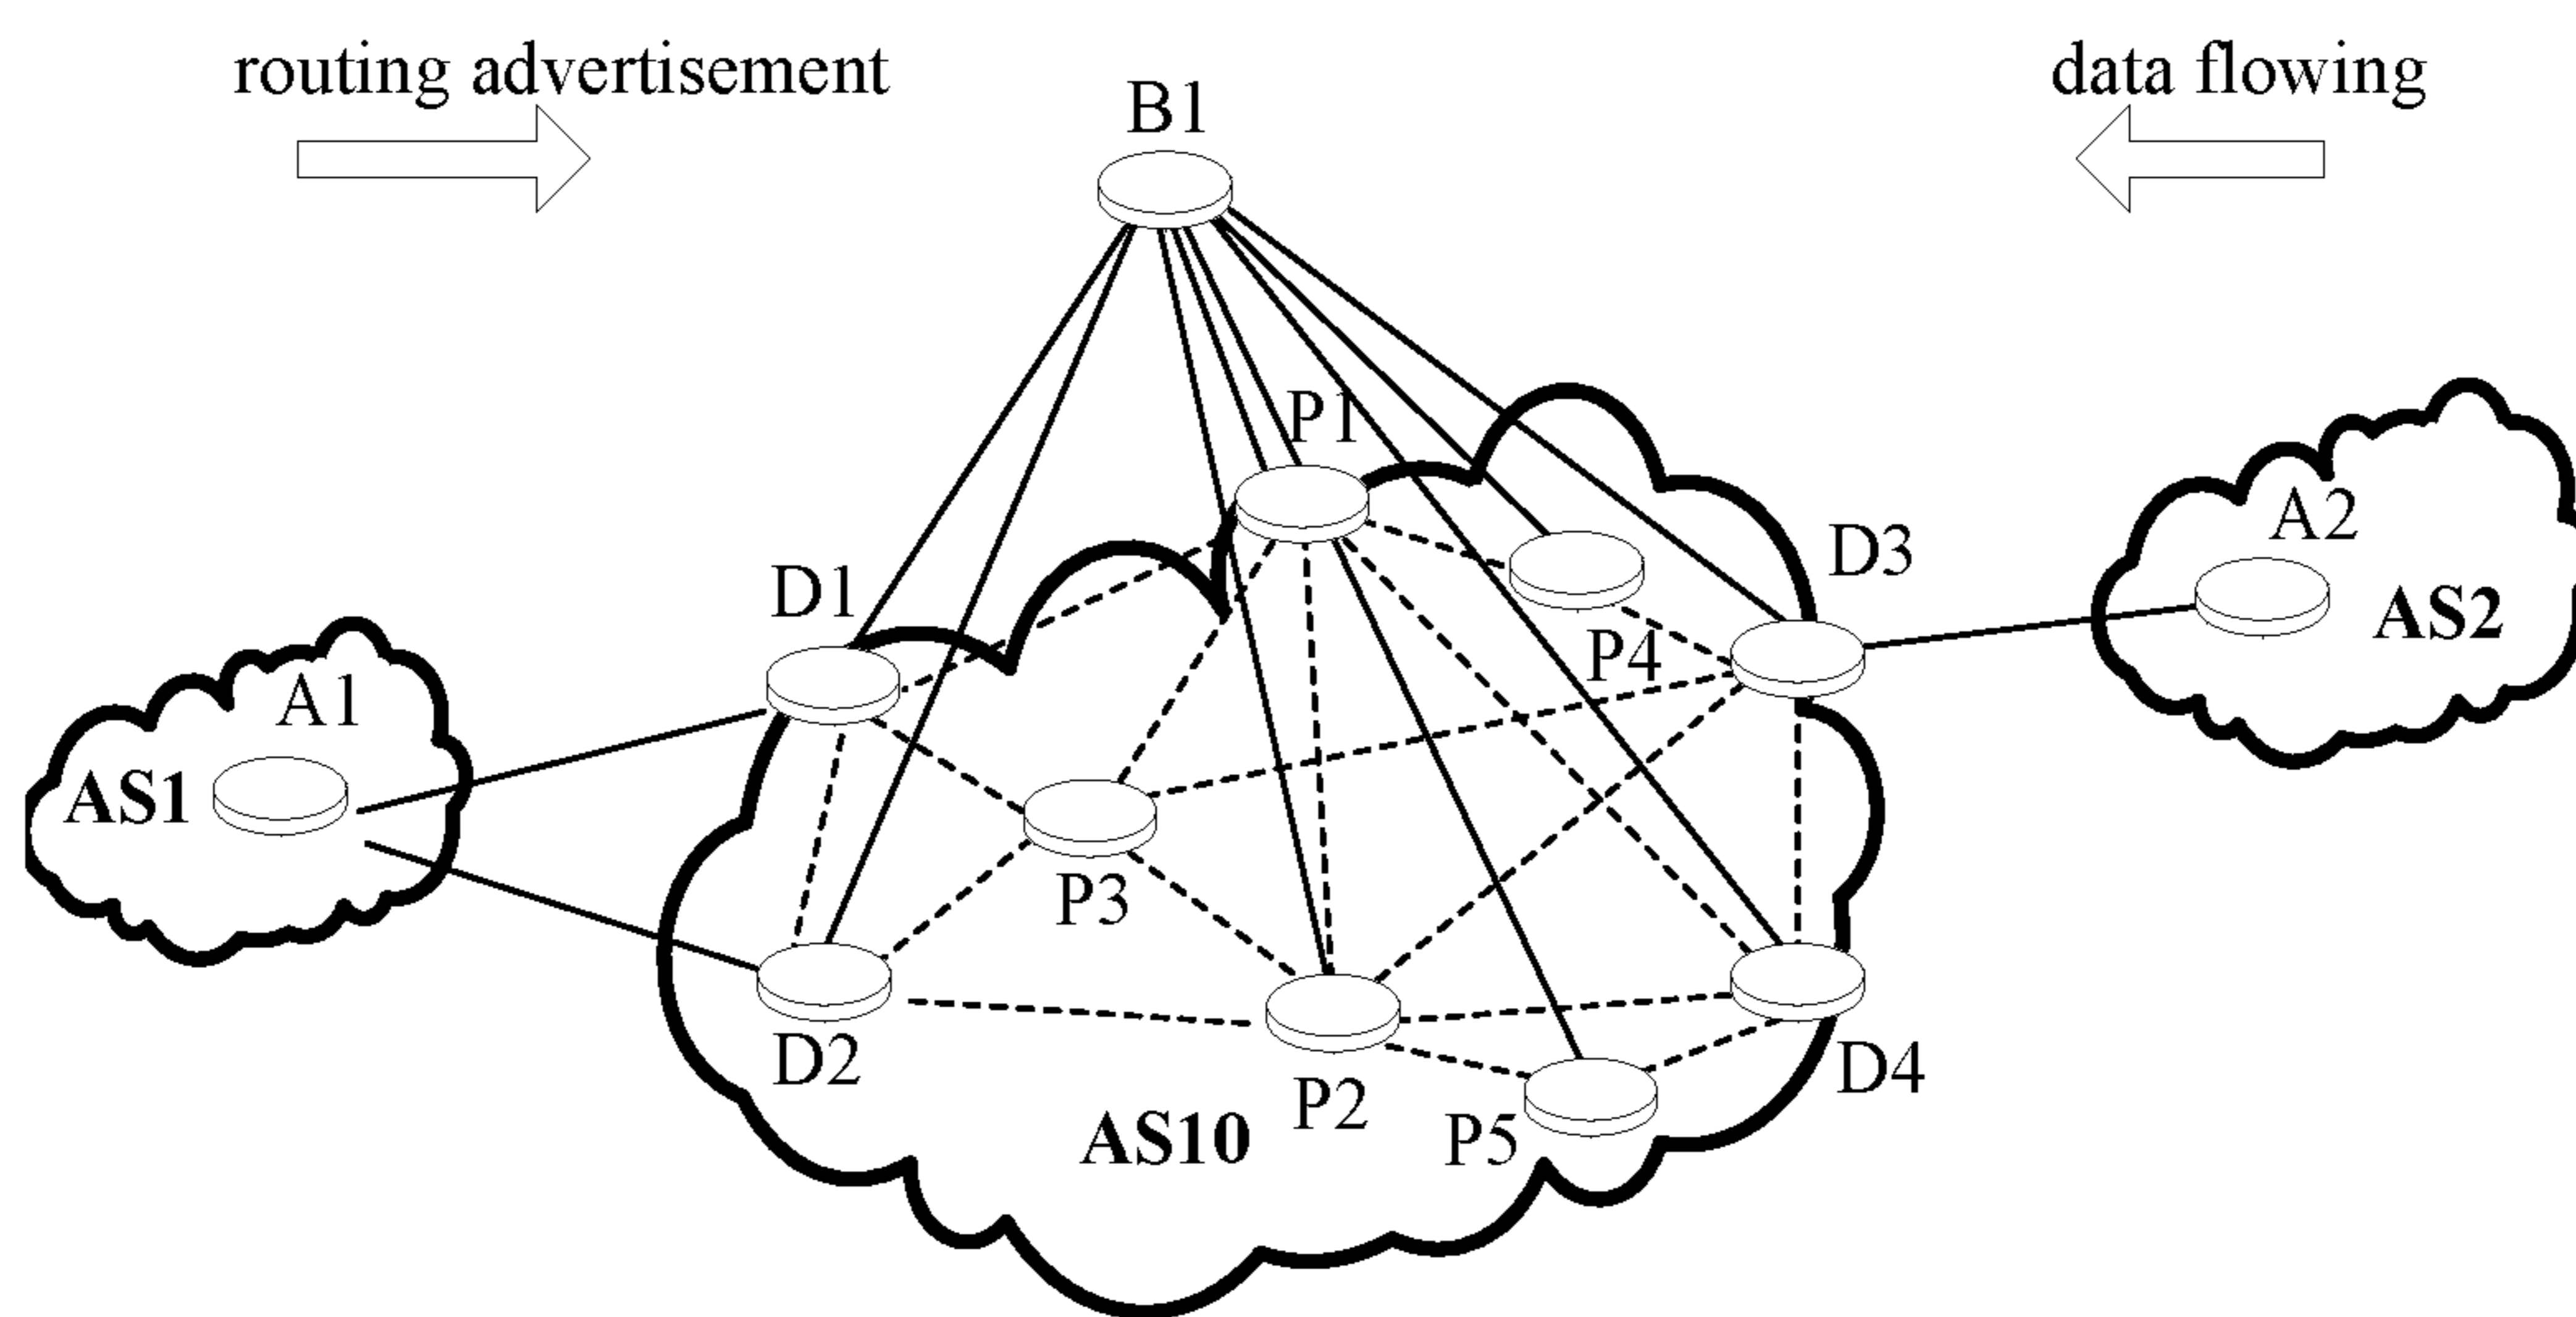 routing advertisement
data flowing
B1
P1
A2
D3
D1
AS2
P4
A1
AS1
P3
D2
D4
P2
P5
AS10